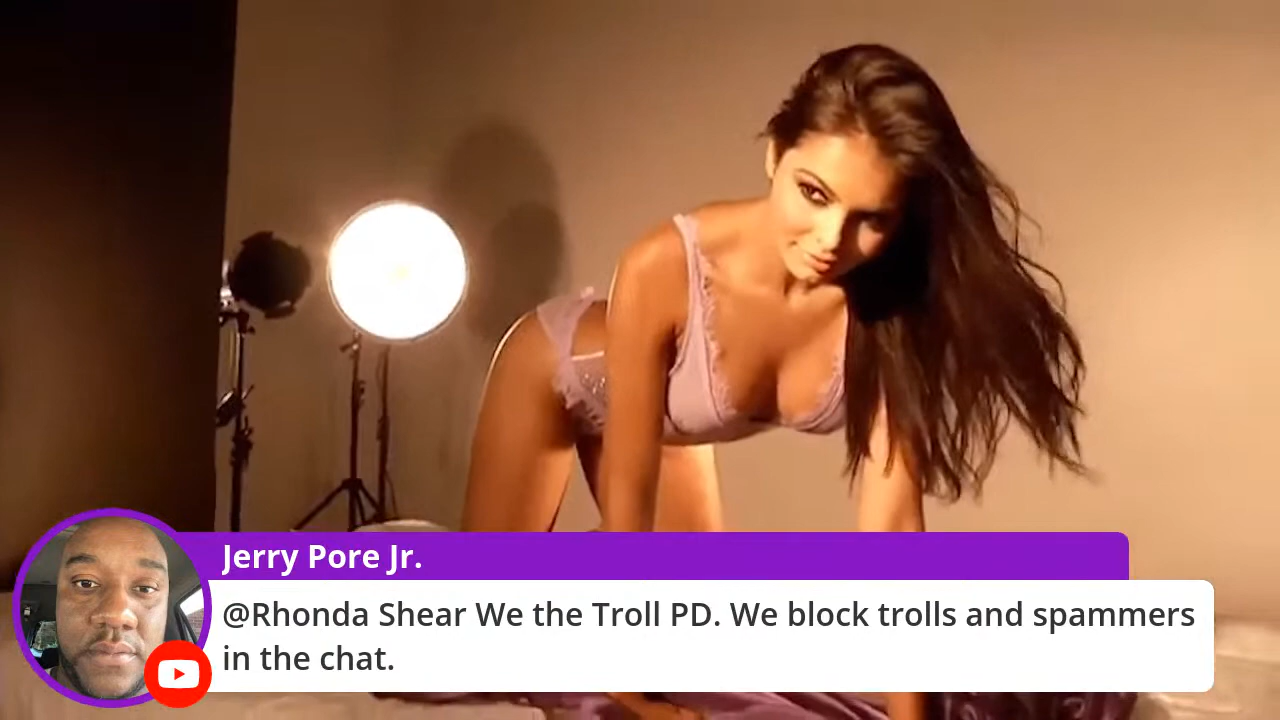 Jerry Pore Jr.
@Rhonda Shear We the Troll PD. We block trolls and spammers
in the chat.